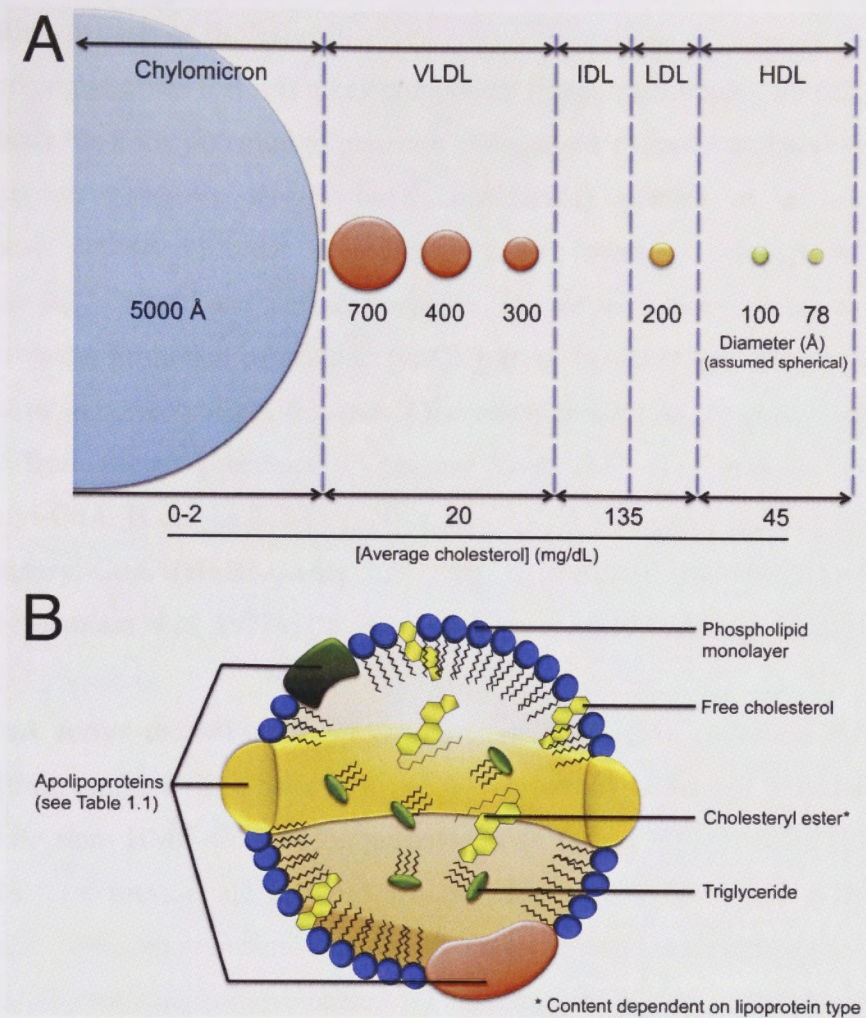 A
Chylomicron VLDL IDL LDL HDL
5000 Å 700 400 300 200 100 78
Diameter (Å)
(assumed spherical)
0-2 20 135 45
[Average cholesterol] (mg/dL)
B
Phospholipid
monolayer
Free cholesterol
Apolipoproteins
(see Table 1.1)
Cholesteryl ester*
Triglyceride
* Content dependent on lipoprotein type